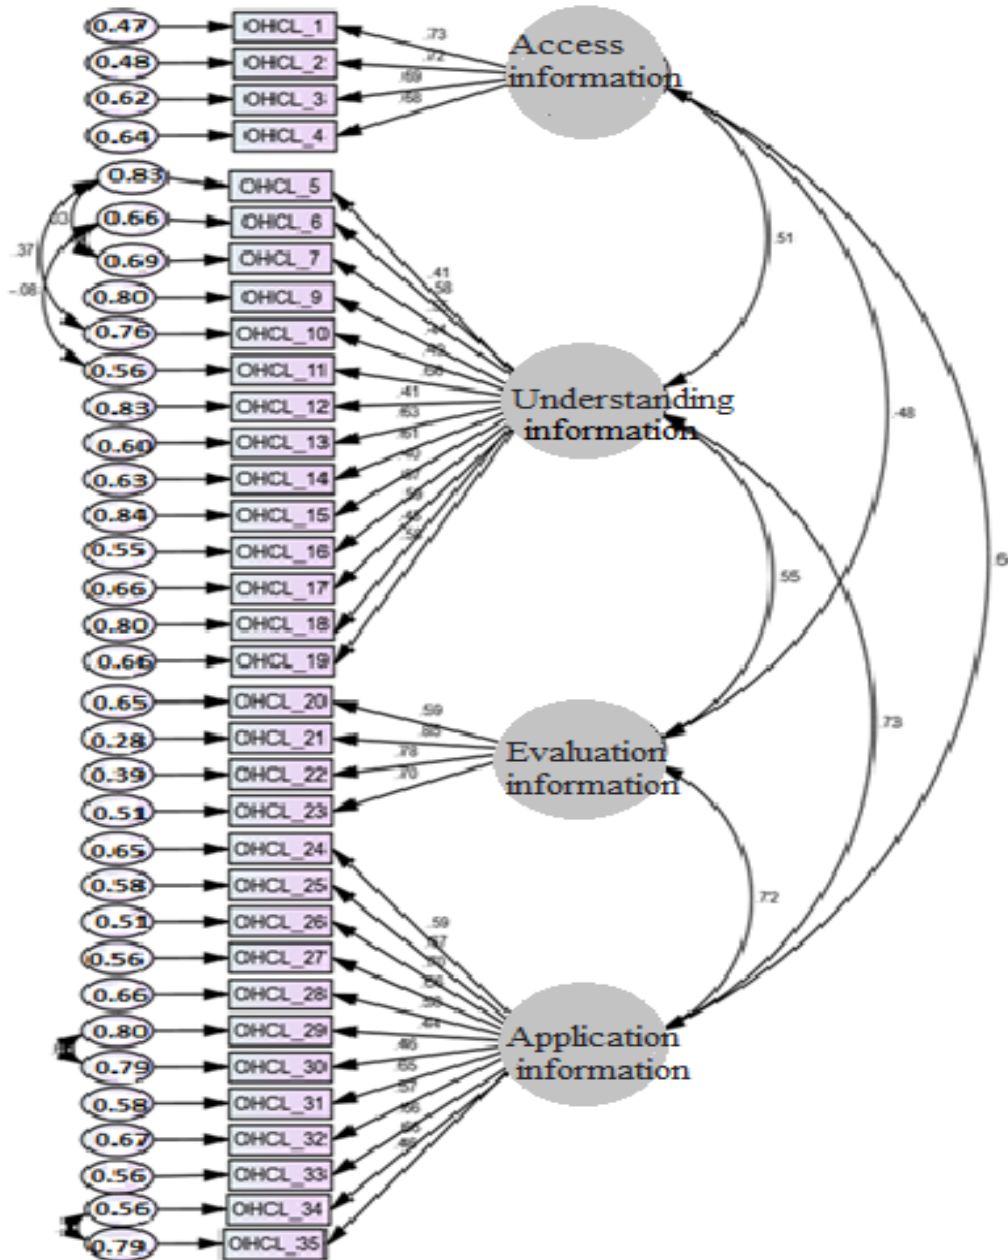 0.47
OHCL_1
.73
Access
information
0.48
OHCL_2
.72
0.62
OHCL_3
0.64
OHCL_4
0.83
OHCL_5
0.66
OHCL_6
.37
0.69
OHCL_7
.51
-.08
0.80
OHCL_9
.41
.58
0.76
OHCL_10
0.56
OHCL_11
0.83
OHCL_12
.41
Understanding
information
.48
0.60
OHCL_13
.63
0.63
OHCL_14
.61
0.84
OHCL_15
0.55
OHCL_16
0.66
OHCL_17
.55
0.80
OHCL_18
0.66
OHCL_19
0.65
OHCL_20
.59
.73
0.28
OHCL_21
Evaluation
information
0.39
OHCL_22
.78
0.51
OHCL_23
.70
0.65
OHCL_24
0.58
OHCL_25
.72
0.51
OHCL_26
.59
0.56
OHCL_27
0.66
OHCL_28
0.80
OHCL_29
.44
Application
information
0.79
OHCL_30
.46
0.58
OHCL_31
.65
0.67
OHCL_32
.57
0.56
OHCL_33
0.56
OHCL_34
0.79
OHCL_35